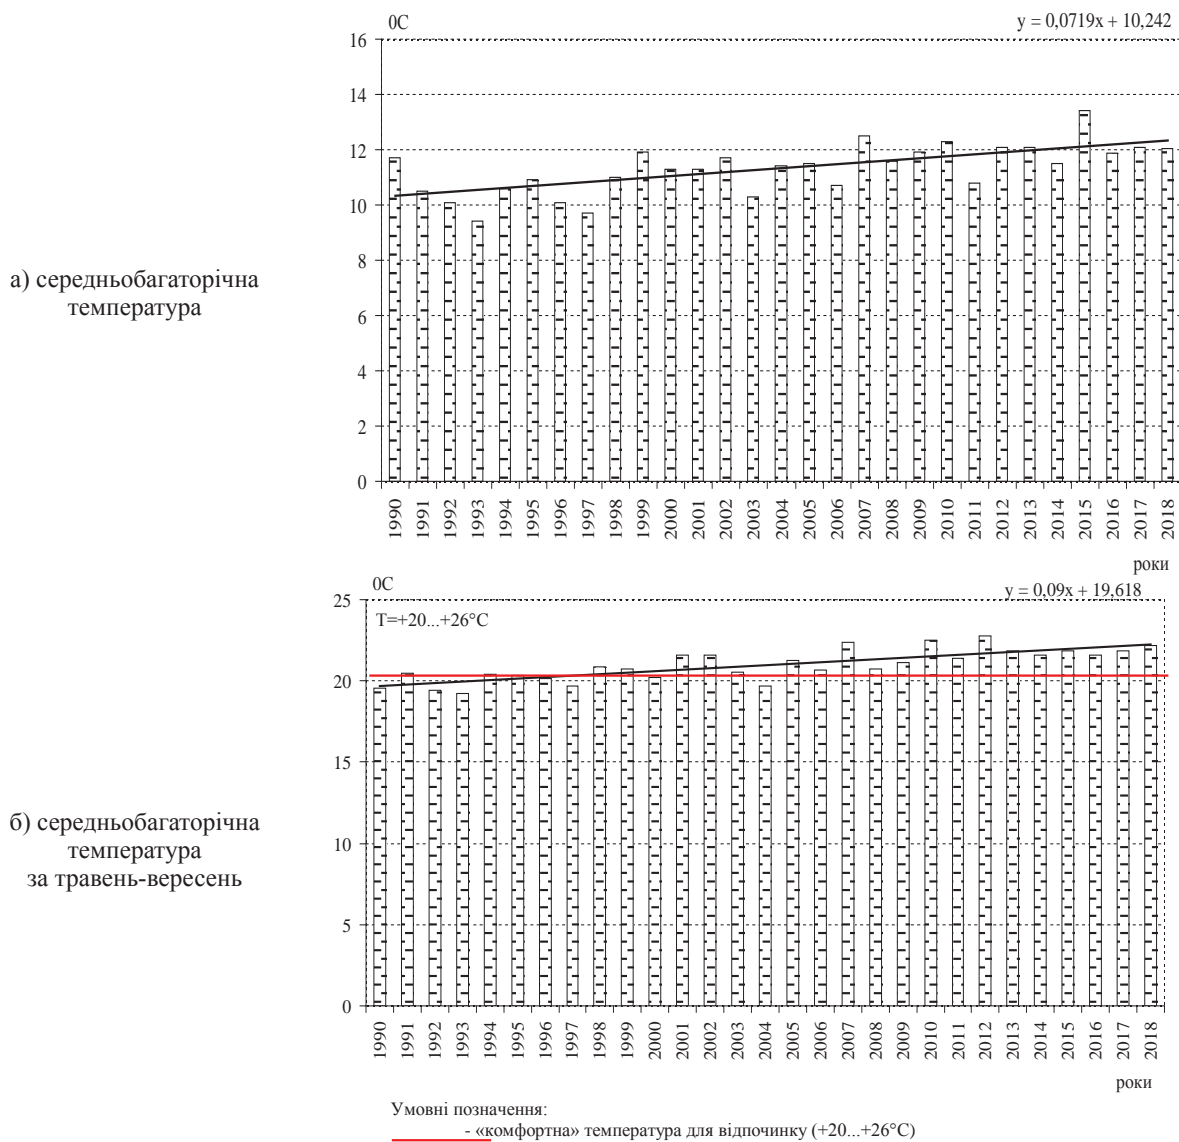 0С
y = 0,0719x + 10,242
16
14
12
10
8
6
4
2
0
а) середньобагаторічна
температура
1990 1991 1992 1993 1994 1995 1996 1997 1998 1999 2000 2001 2002 2003 2004 2005 2006 2007 2008 2009 2010 2011 2012 2013 2014 2015 2016 2017 2018
роки
0С
y = 0,09x + 19,618
T=+20...+26°С
25
20
15
10
5
0
б) середньобагаторічна
температура
за травень-вересень
1990 1991 1992 1993 1994 1995 1996 1997 1998 1999 2000 2001 2002 2003 2004 2005 2006 2007 2008 2009 2010 2011 2012 2013 2014 2015 2016 2017 2018
роки
Умовні позначення:
- «комфортна» температура для відпочинку (+20...+26°С)